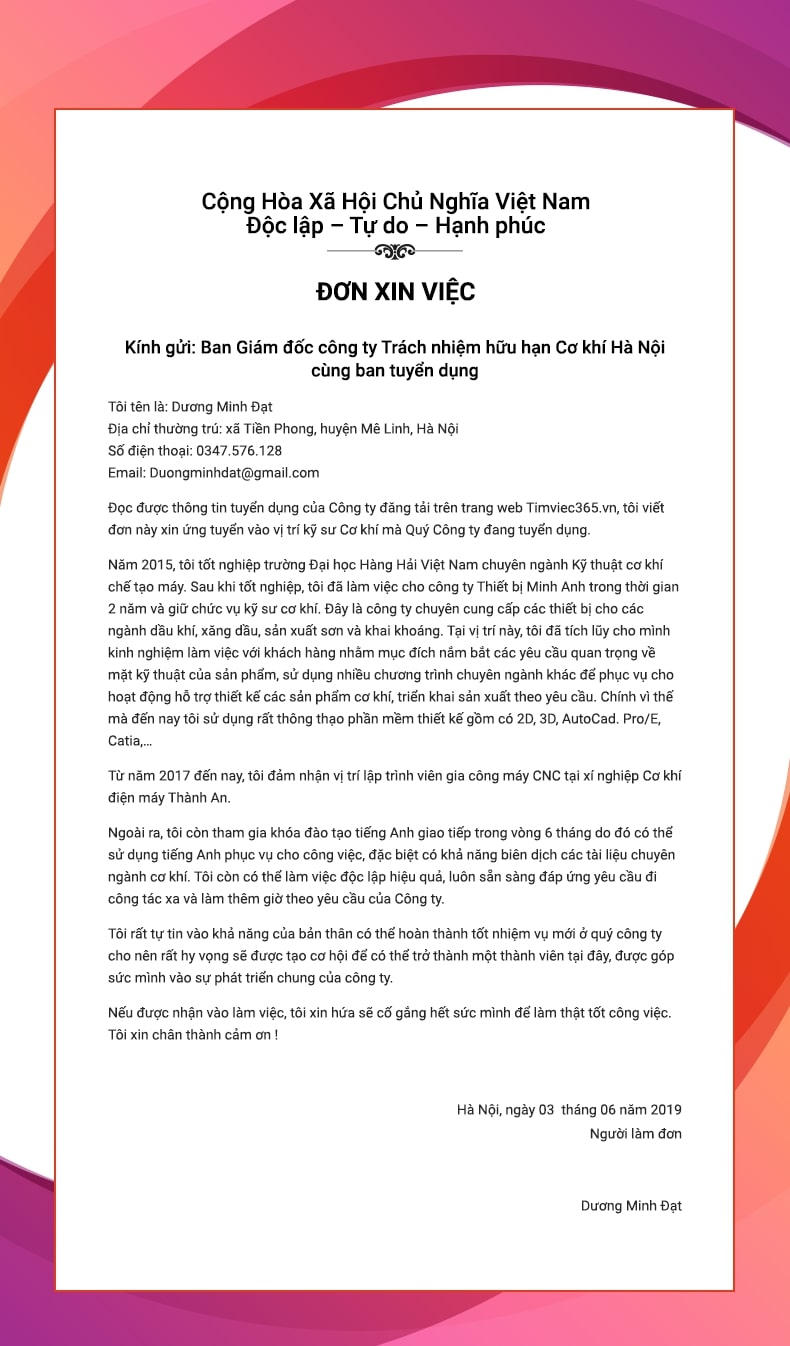 Cộng Hòa Xã Hội Chủ Nghĩa Việt Nam
Độc lập – Tự do – Hạnh phúc
ĐƠN XIN VIỆC
Kính gửi: Ban Giám đốc công ty Trách nhiệm hữu hạn Cơ khí Hà Nội
cùng ban tuyển dụng
Tôi tên là: Dương Minh Đạt
Địa chỉ thường trú: xã Tiền Phong, huyện Mê Linh, Hà Nội
Số điện thoại: 0347.576.128
Email: Duongminhdat@gmail.com
Đọc được thông tin tuyển dụng của Công ty đăng tải trên trang web Timviec365.vn, tôi viết
đơn này xin ứng tuyển vào vị trí kỹ sư Cơ khí mà Quý Công ty đang tuyển dụng.
Năm 2015, tôi tốt nghiệp trường Đại học Hàng Hải Việt Nam chuyên ngành Kỹ thuật cơ khí
chế tạo máy. Sau khi tốt nghiệp, tôi đã làm việc cho công ty Thiết bị Minh Anh trong thời gian
2 năm và giữ chức vụ kỹ sư cơ khí. Đây là công ty chuyên cung cấp các thiết bị cho các
ngành dầu khí, xăng dầu, sản xuất sơn và khai khoáng. Tại vị trí này, tôi đã tích lũy cho mình
kinh nghiệm làm việc với khách hàng nhằm mục đích nắm bắt các yêu cầu quan trọng về
mặt kỹ thuật của sản phẩm, sử dụng nhiều chương trình chuyên ngành khác để phục vụ cho
hoạt động hỗ trợ thiết kế các sản phẩm cơ khí, triển khai sản xuất theo yêu cầu. Chính vì thế
mà đến nay tôi sử dụng rất thông thạo phần mềm thiết kế gồm có 2D, 3D, AutoCad. Pro/E,
Catia,...
Từ năm 2017 đến nay, tôi đảm nhận vị trí lập trình viên gia công máy CNC tại xí nghiệp Cơ khí
điện máy Thành An.
Ngoài ra, tôi còn tham gia khóa đào tạo tiếng Anh giao tiếp trong vòng 6 tháng do đó có thể
sử dụng tiếng Anh phục vụ cho công việc, đặc biệt có khả năng biên dịch các tài liệu chuyên
ngành cơ khí. Tôi còn có thể làm việc độc lập hiệu quả, luôn sẵn sàng đáp ứng yêu cầu đi
công tác xa và làm thêm giờ theo yêu cầu của Công ty.
Tôi rất tự tin vào khả năng của bản thân có thể hoàn thành tốt nhiệm vụ mới ở quý công ty
cho nên rất hy vọng sẽ được tạo cơ hội để có thể trở thành một thành viên tại đây, được góp
sức mình vào sự phát triển chung của công ty.
Nếu được nhận vào làm việc, tôi xin hứa sẽ cố gắng hết sức mình để làm thật tốt công việc.
Tôi xin chân thành cảm ơn !
Hà Nội, ngày 03 tháng 06 năm 2019
Người làm đơn
Dương Minh Đạt